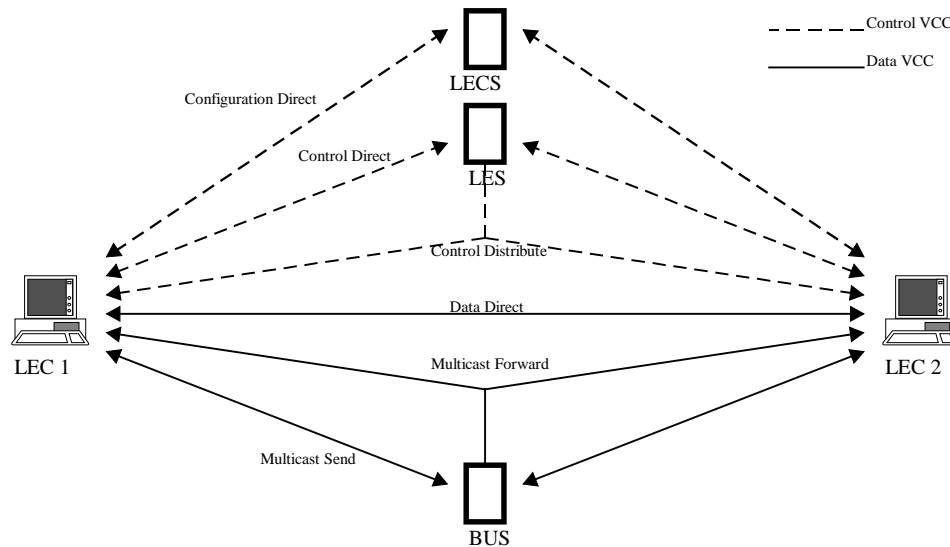 Control VCC
LECS
Data VCC
Configuration Direct
Control Direct
LES
Control Distribute
Data Direct
LEC 1
Multicast Forward
LEC 2
Multicast Send
BUS